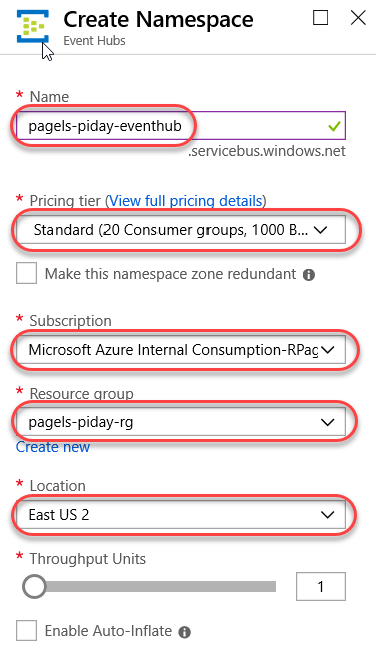 Create Namespace
Event Hubs
* Name
pagels-piday-eventhub
.servicebus.windows.net
* Pricing tier (View full pricing details)
Standard (20 Consumer groups, 1000 B...
Make this namespace zone redundant
* Subscription
Microsoft Azure Internal Consumption-RPag
* Resource group
pagels-piday-rg
Create new
* Location
East US 2
* Throughput Units
1
Enable Auto-Inflate